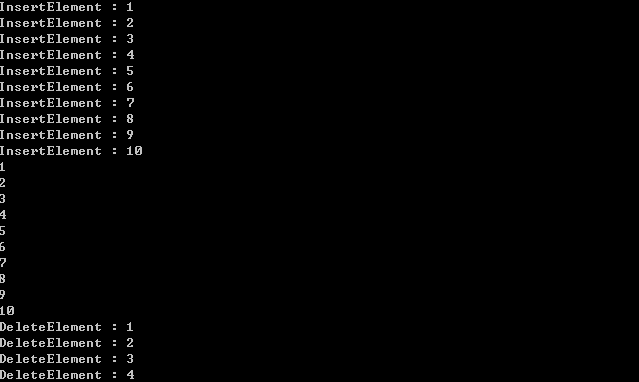 InsertElement : 1
InsertElement : 2
InsertElement : 3
InsertElement : 4
InsertElement : 5
InsertElement : 6
InsertElement : 7
InsertElement : 8
InsertElement : 9
InsertElement : 10
1
2
3
4
5
6
7
8
9
10
DeleteElement : 1
DeleteElement : 2
DeleteElement : 3
DeleteElement : 4